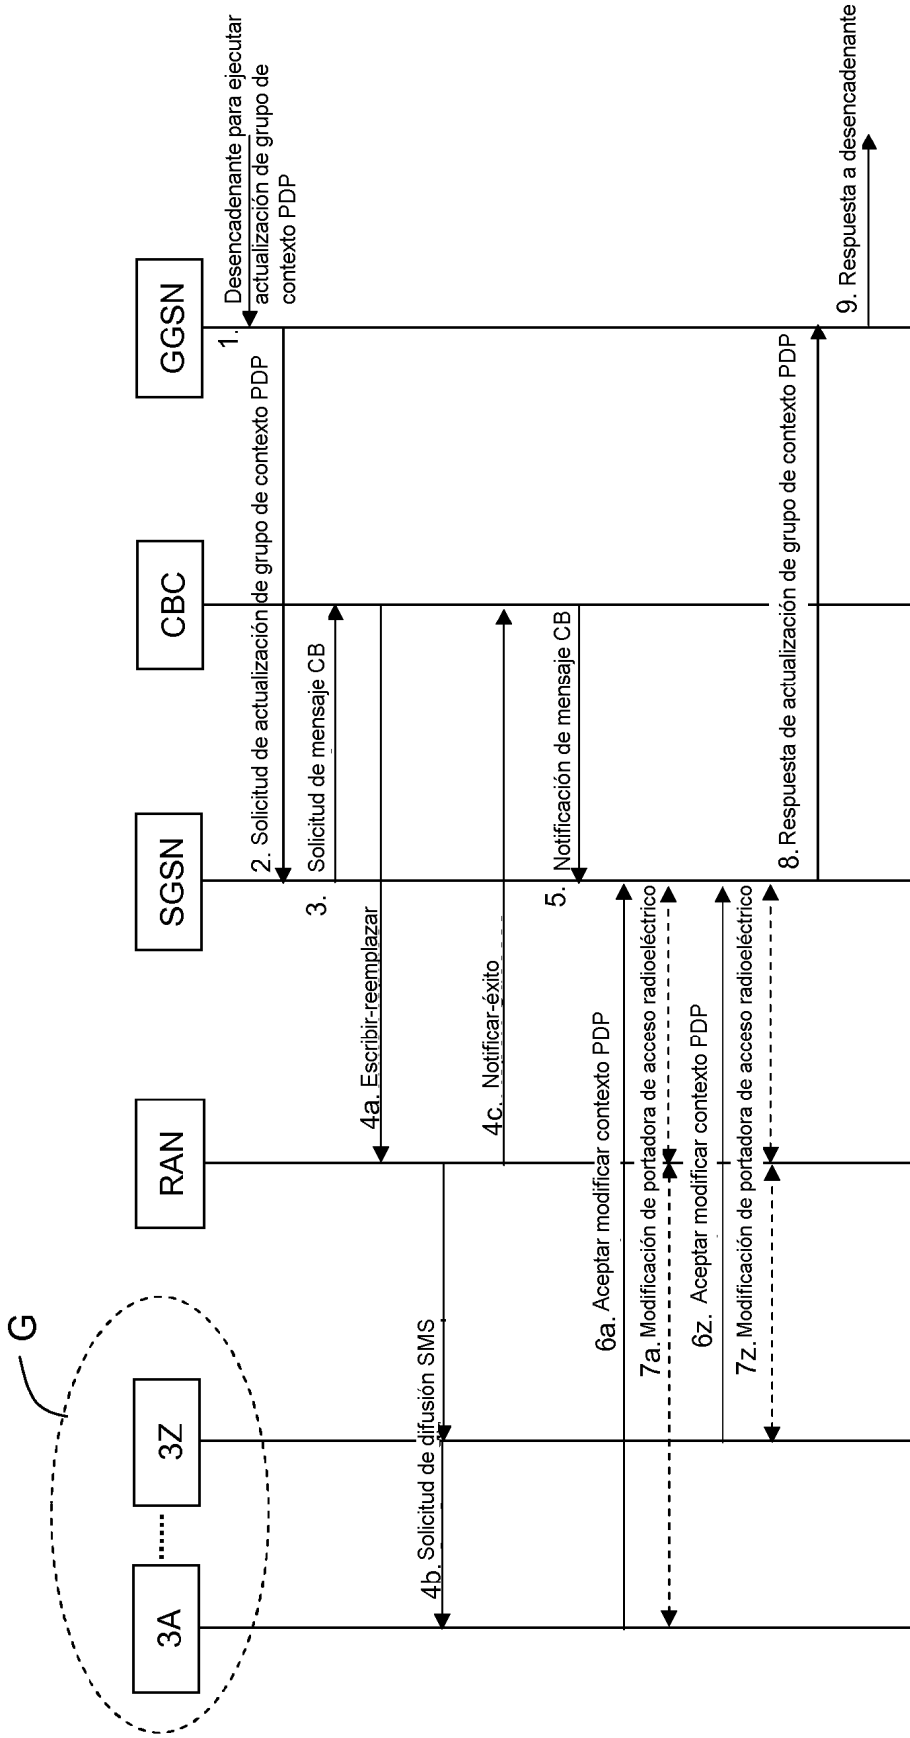 G
3A
3Z
RAN
SGSN
CBC
GGSN
1. Desencadenante para ejecutar
actualización de grupo de
contexto PDP
2. Solicitud de actualización de grupo de contexto PDP
3. Solicitud de mensaje CB
4a. Escribir-reemplazar
4b. Solicitud de difusión SMS
4c. Notificar-éxito
5. Notificación de mensaje CB
6a. Aceptar modificar contexto PDP
7a. Modificación de portadora de acceso radioeléctrico
6z. Aceptar modificar contexto PDP
7z. Modificación de portadora de acceso radioeléctrico
8. Respuesta de actualización de grupo de contexto PDP
9. Respuesta a desencadenante